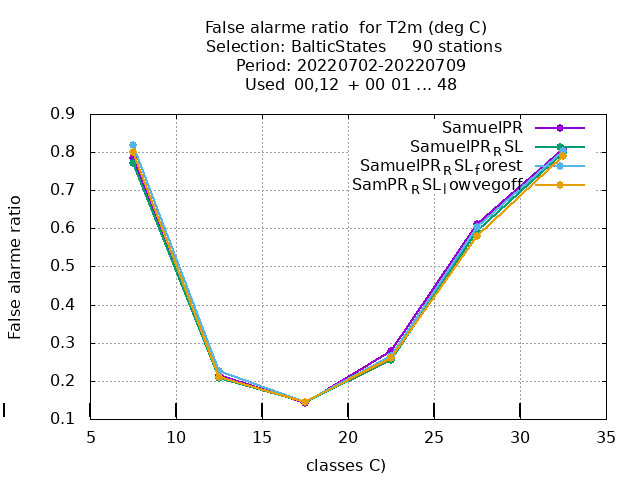 False alarme ratio for T2m (deg C)
Selection: BalticStates 90 stations
Period: 20220702-20220709
Used 00,12 + 00 01 ... 48
SamuelPR
SamuelPR_RSL
SamuelPR_RSL_forest
SamPR_RSL_lowvegoff
False alarme ratio
0.9
0.8
0.7
0.6
0.5
0.4
0.3
0.2
0.1
5 10 15 20 25 30 35
classes C)